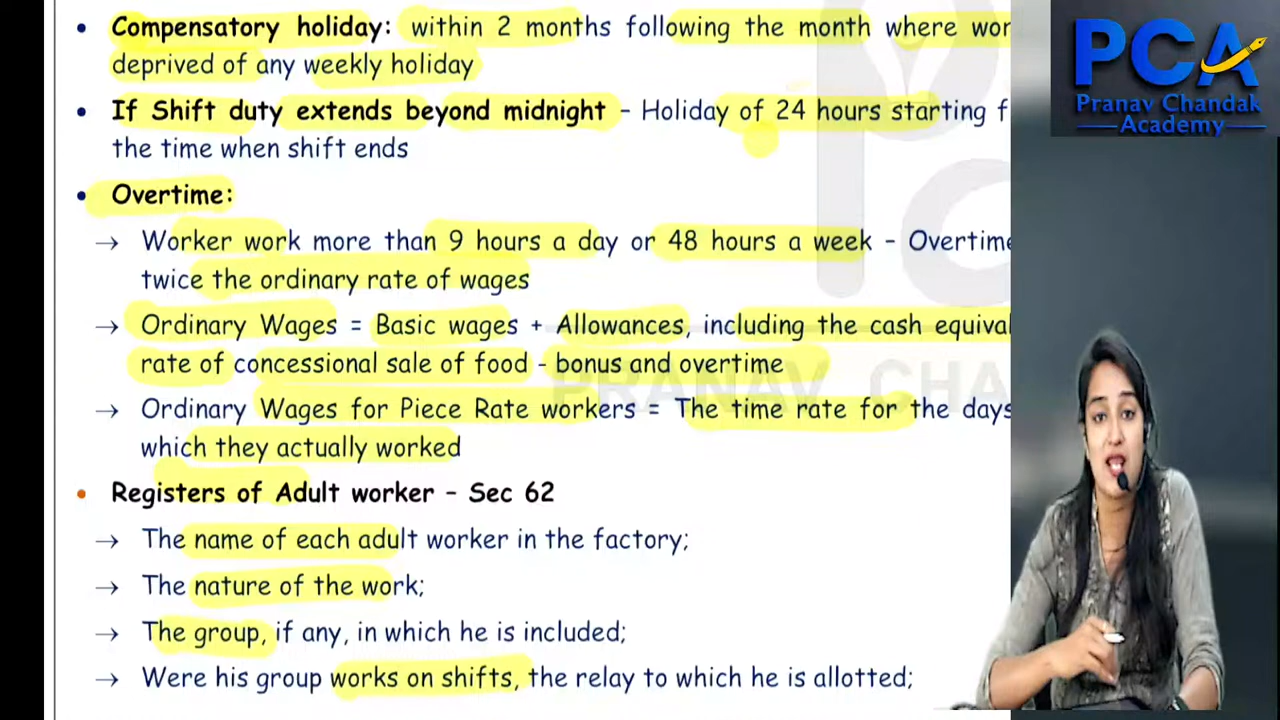 • Compensatory holiday: within 2 months following the month where wor
deprived of any weekly holiday
• If Shift duty extends beyond midnight - Holiday of 24 hours starting f
the time when shift ends
• Overtime:
→ Worker work more than 9 hours a day or 48 hours a week - Overtime
twice the ordinary rate of wages
→ Ordinary Wages = Basic wages + Allowances, including the cash equival
rate of concessional sale of food - bonus and overtime
→ Ordinary Wages for Piece Rate workers = The time rate for the days
which they actually worked
• Registers of Adult worker - Sec 62
→ The name of each adult worker in the factory;
→ The nature of the work;
→ The group, if any, in which he is included;
→ Were his group works on shifts, the relay to which he is allotted;
PCA
Pranav Chandak
Academy
PRANAV CHA